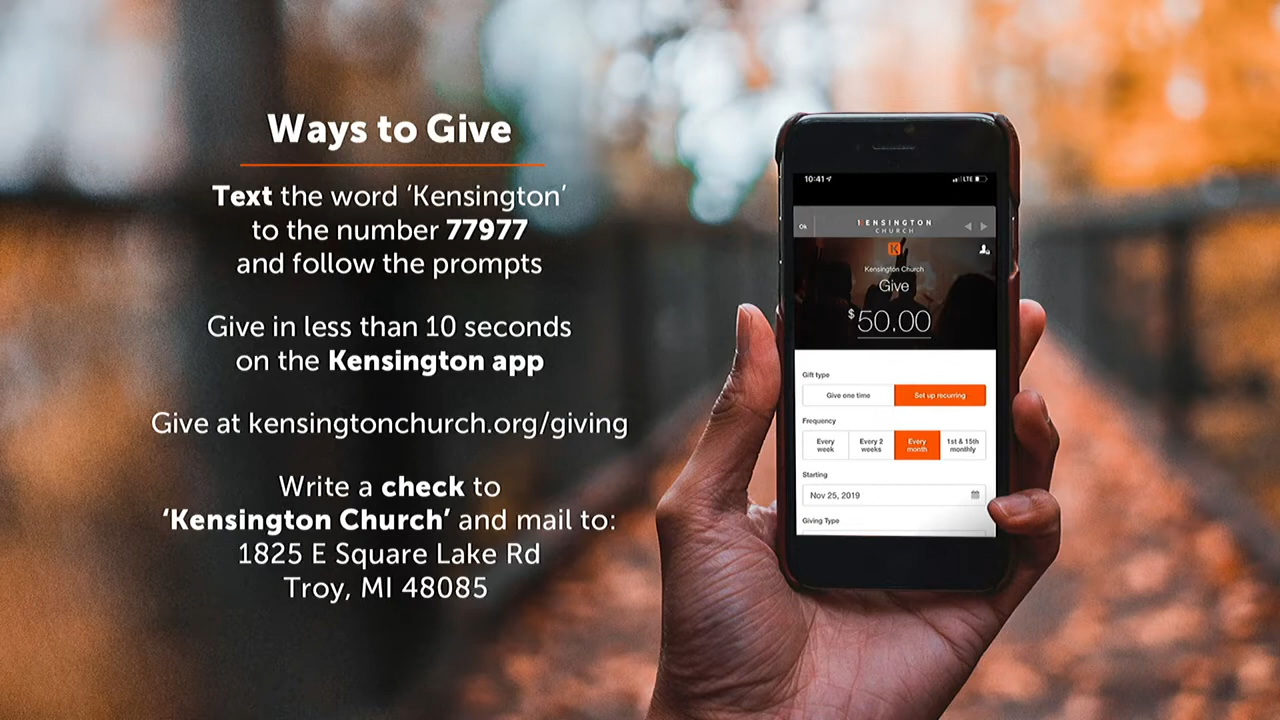 Ways to Give
Text the word ‘Kensington’
to the number 77977
and follow the prompts
Give in less than 10 seconds
on the Kensington app
Give at kensingtonchurch.org/giving
Write a check to
‘Kensington Church’ and mail to:
1825 E Square Lake Rd
Troy, MI 48085
10:41
LTE
Ok
KENSINGTON
CHURCH
K
Kensington Church
Give
$50.00
Gift type
Give one time
Set up recurring
Frequency
Every
week
Every 2
weeks
Every
month
1st & 15th
monthly
Starting
Nov 25, 2019
Giving Type